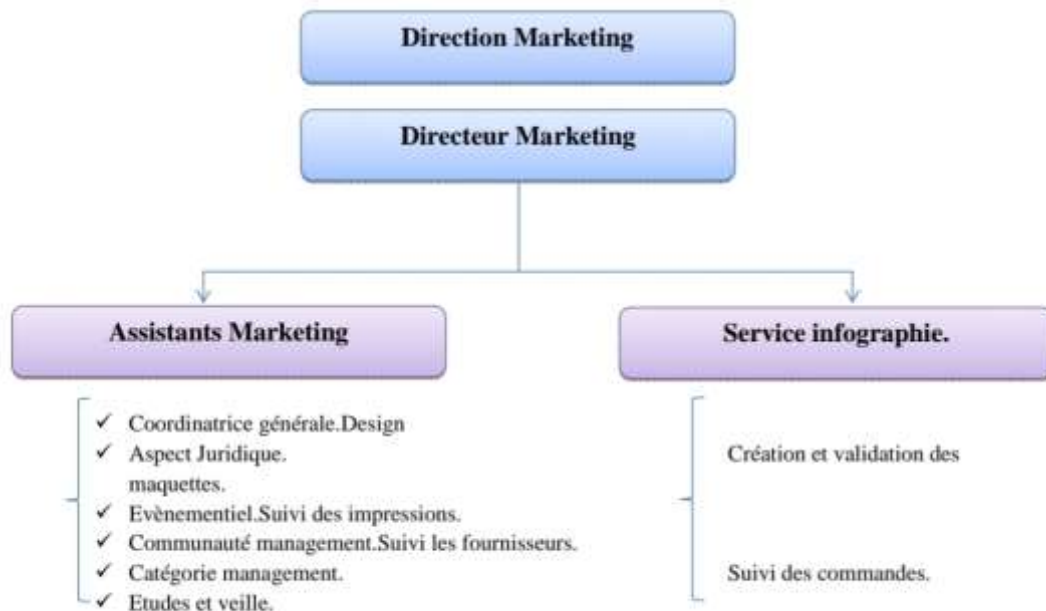 Direction Marketing
Directeur Marketing
Assistants Marketing
Service infographie.
✓ Coordinatrice générale.Design
✓ Aspect Juridique.
maquettes.
✓ Evènementiel.Suivi des impressions.
✓ Communauté management.Suivi les fournisseurs.
✓ Catégorie management.
✓ Etudes et veille.
Création et validation des
Suivi des commandes.